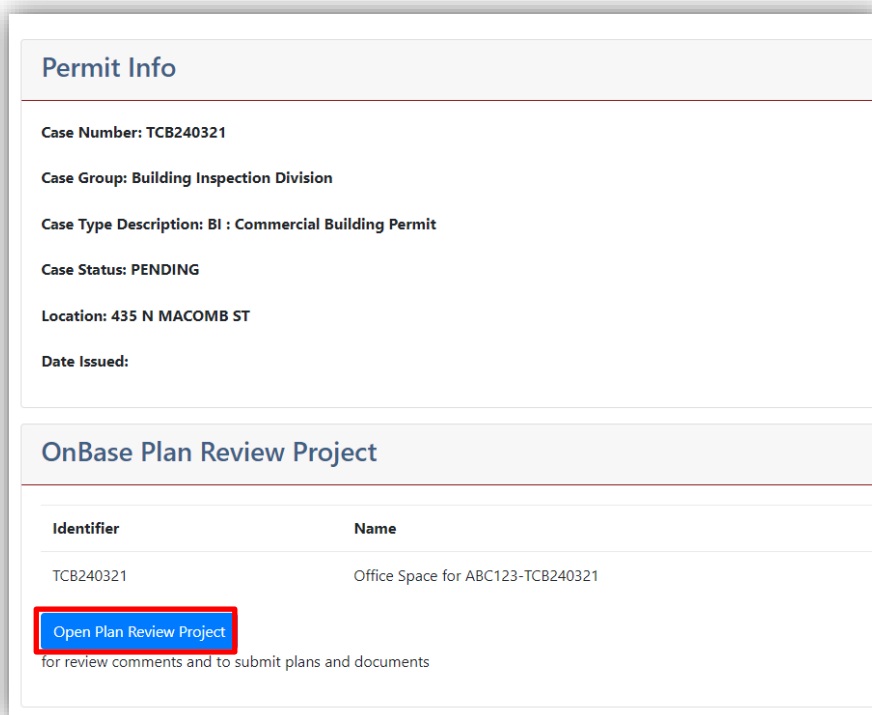 Permit Info
Case Number: TCB240321
Case Group: Building Inspection Division
Case Type Description: BI : Commercial Building Permit
Case Status: PENDING
Location: 435 N MACOMB ST
Date Issued:
OnBase Plan Review Project
Identifier Name
TCB240321 Office Space for ABC123-TCB240321
Open Plan Review Project
for review comments and to submit plans and documents